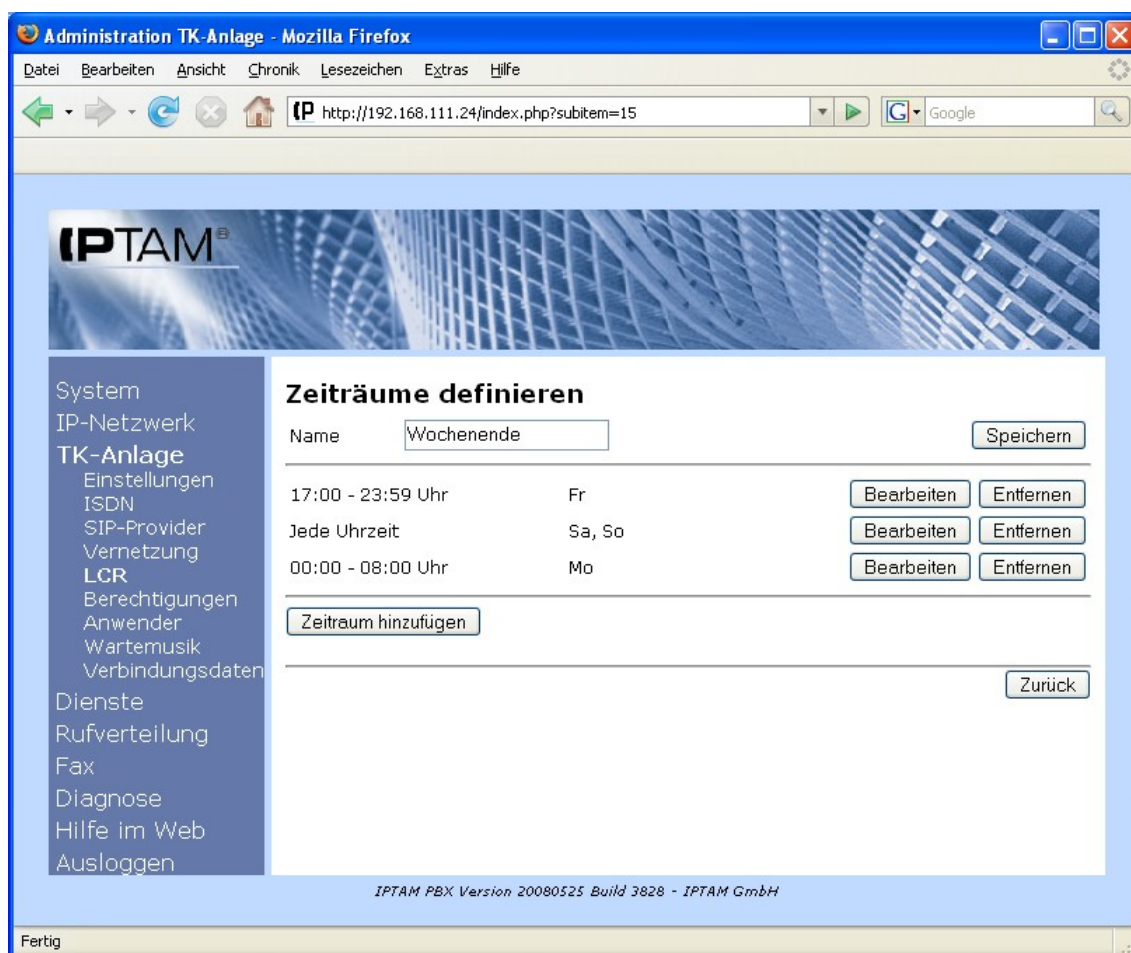 Administration TK-Anlage - Mozilla Firefox
Datei Bearbeiten Ansicht Chronik Lesezeichen Extras Hilfe
(P http://192.168.111.24/index.php?subitem=15 G Google
(PTAM®
System
IP-Netzwerk
TK-Anlage
Einstellungen
ISDN
SIP-Provider
Vernetzung
LCR
Berechtigungen
Anwender
Wartemusik
Verbindungsdaten
Dienste
Rufverteilung
Fax
Diagnose
Hilfe im Web
Ausloggen
Zeiträume definieren
Name Wochenende Speichern
17:00 - 23:59 Uhr Fr Bearbeiten Entfernen
Jede Uhrzeit Sa, So Bearbeiten Entfernen
00:00 - 08:00 Uhr Mo Bearbeiten Entfernen
Zeitraum hinzufügen
Zurück
IPTAM PBX Version 20080525 Build 3828 - IPTAM GmbH
Fertig